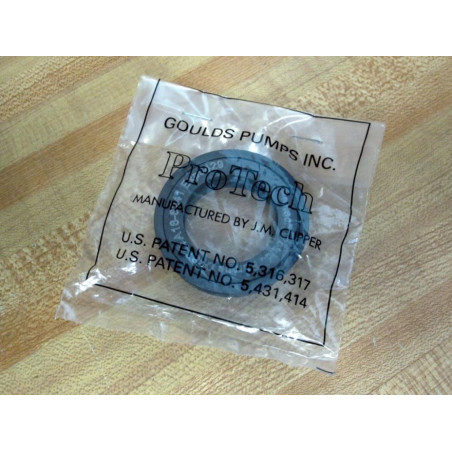 GOULDS PUMPS INC.
ProTech
MANUFACTURED BY J.M. CLIPPER
U.S. PATENT NO. 5,316,317
U.S. PATENT NO. 5,431,414